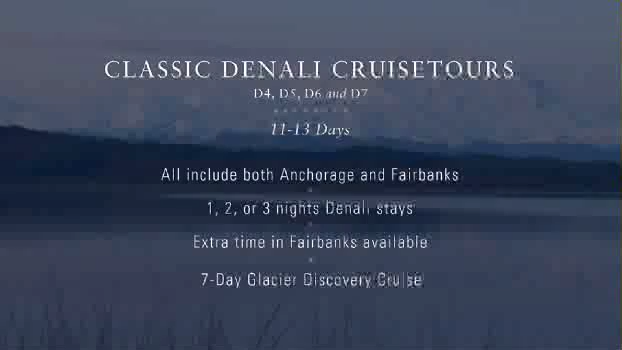 CLASSIC DENALI CRUISETOURS
D4, D5, D6 and D7
11-13 Days
All include both Anchorage and Fairbanks
1, 2, or 3 nights Denali stays
Extra time in Fairbanks available
7-Day Glacier Discovery Cruise